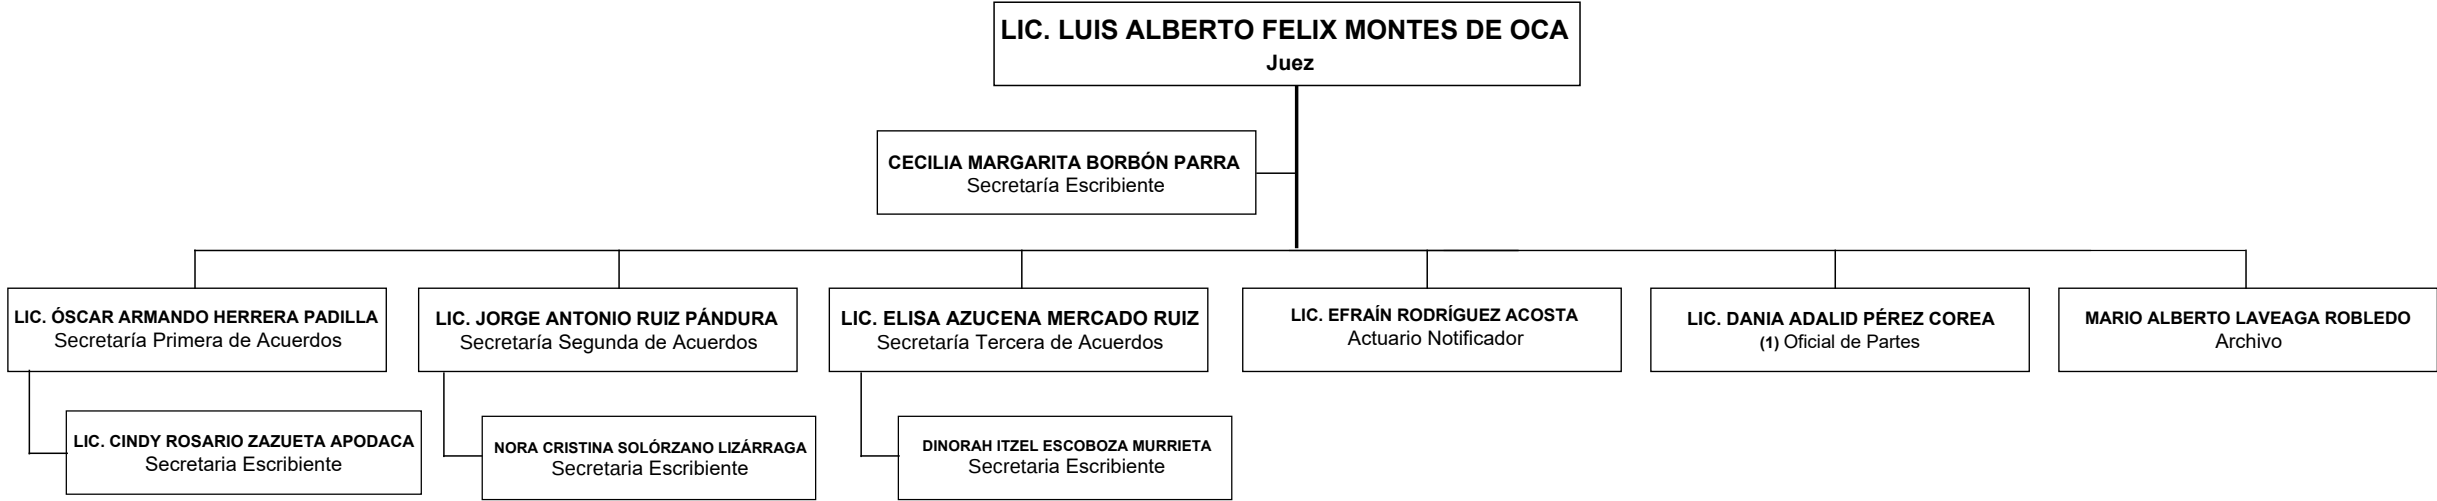 LIC. LUIS ALBERTO FELIX MONTES DE OCA
Juez
CECILIA MARGARITA BORBÓN PARRA
Secretaría Escribiente
LIC. ÓSCAR ARMANDO HERRERA PADILLA
Secretaría Primera de Acuerdos
LIC. JORGE ANTONIO RUIZ PÁNDURA
Secretaría Segunda de Acuerdos
LIC. ELISA AZUCENA MERCADO RUIZ
Secretaría Tercera de Acuerdos
LIC. EFRAÍN RODRÍGUEZ ACOSTA
Actuario Notificador
LIC. DANIA ADALID PÉREZ COREA
(1) Oficial de Partes
MARIO ALBERTO LAVEAGA ROBLEDO
Archivo
LIC. CINDY ROSARIO ZAZUETA APODACA
Secretaria Escribiente
NORA CRISTINA SOLÓRZANO LIZÁRRAGA
Secretaria Escribiente
DINORAH ITZEL ESCOBOZA MURRIETA
Secretaria Escribiente